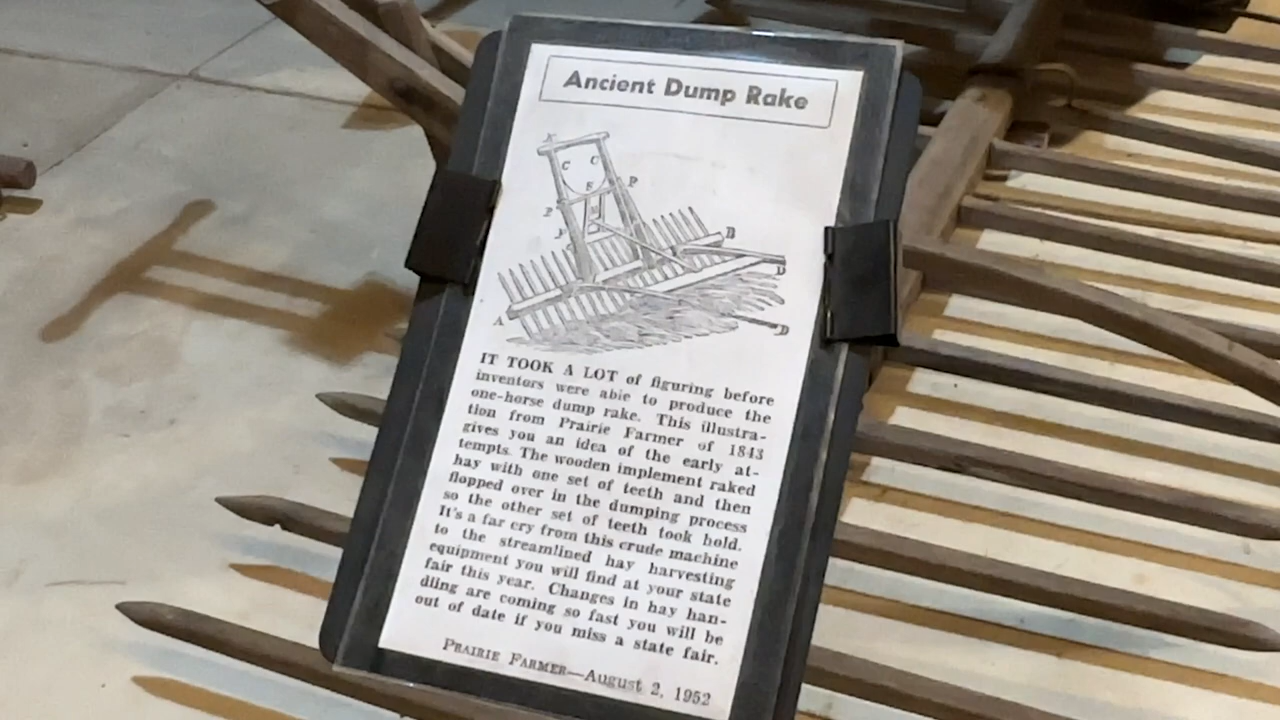 Ancient Dump Rake
C C
E P
Z
y
B
D
A
D
IT TOOK A LOT of figuring before
inventors were able to produce the
one-horse dump rake. This illustra-
tion from Prairie Farmer of 1843
gives you an idea of the early at-
tempts. The wooden implement raked
hay with one set of teeth and then
flopped over in the dumping process
so the other set of teeth took hold.
It's a far cry from this crude machine
to the streamlined hay harvesting
equipment you will find at your state
fair this year. Changes in hay han-
dling are coming so fast you will be
out of date if you miss a state fair.
PRAIRIE FARMER—August 2, 1952